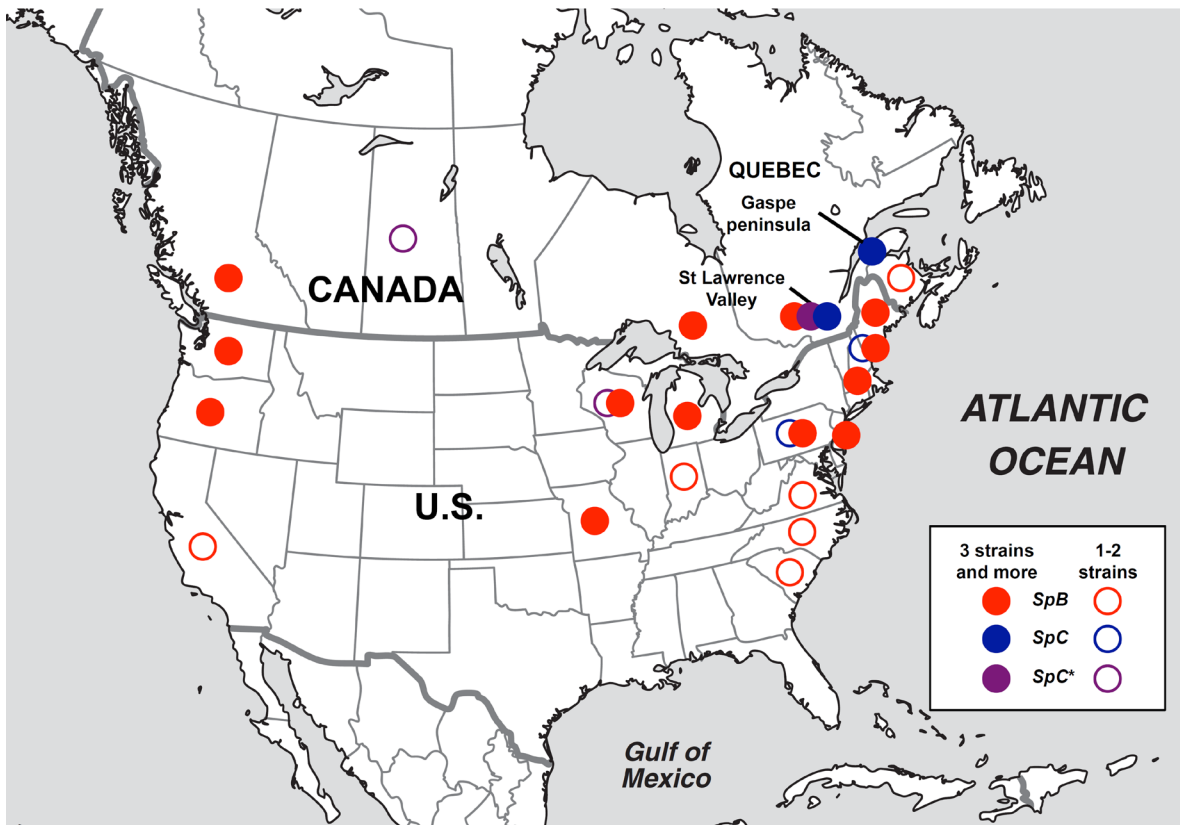 QUEBEC
Gaspe
peninsula
St Lawrence
Valley
CANADA
ATLANTIC
OCEAN
U.S.
3 strains
and more
1-2
strains
SpB
SpC
SpC*
Gulf of
Mexico